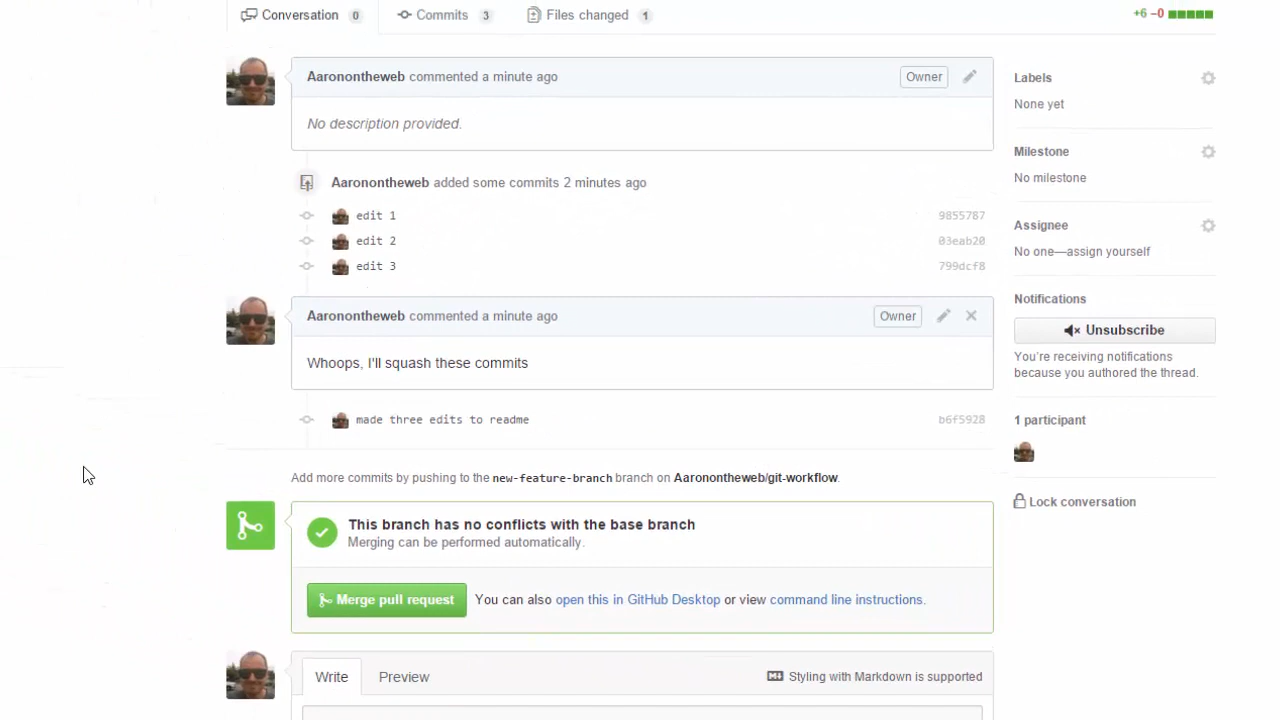 Conversation 0 Commits 3 Files changed 1 +6 −0
Aaronontheweb commented a minute ago Owner
No description provided.
Aaronontheweb added some commits 2 minutes ago
edit 1 9855787
edit 2 03eab20
edit 3 799dcf8
Aaronontheweb commented a minute ago Owner
Whoops, I'll squash these commits
made three edits to readme b6f5928
Add more commits by pushing to the new-feature-branch branch on Aaronontheweb/git-workflow.
This branch has no conflicts with the base branch
Merging can be performed automatically.
Merge pull request You can also open this in GitHub Desktop or view command line instructions.
Write Preview Styling with Markdown is supported
Labels
None yet
Milestone
No milestone
Assignee
No one—assign yourself
Notifications
Unsubscribe
You're receiving notifications
because you authored the thread.
1 participant
Lock conversation